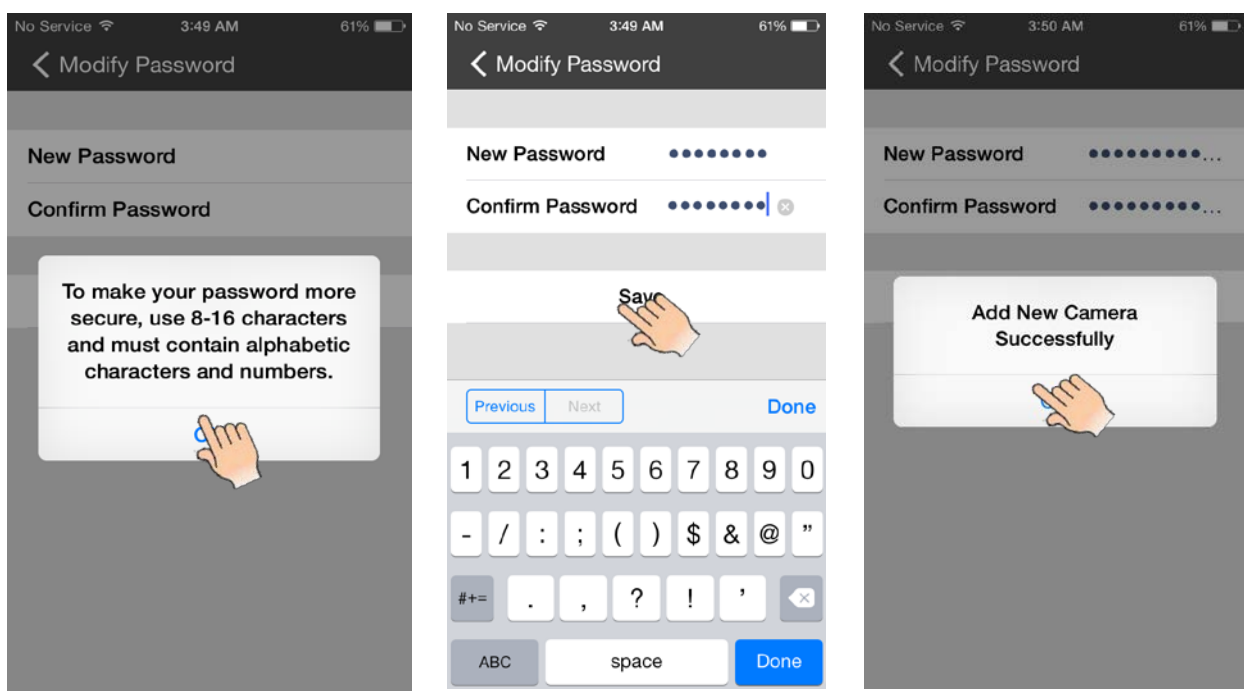 No Service 3:49 AM 61%
Modify Password
New Password
Confirm Password
To make your password more
secure, use 8-16 characters
and must contain alphabetic
characters and numbers.
No Service 3:49 AM 61%
Modify Password
New Password ••••••••
Confirm Password ••••••••
Save
Previous Next Done
1 2 3 4 5 6 7 8 9 0
- / : ; ( ) $ & @ ”
#+= . , ? ! ’
ABC space Done
No Service 3:50 AM 61%
Modify Password
New Password •••••••••...
Confirm Password •••••••••...
Add New Camera
Successfully